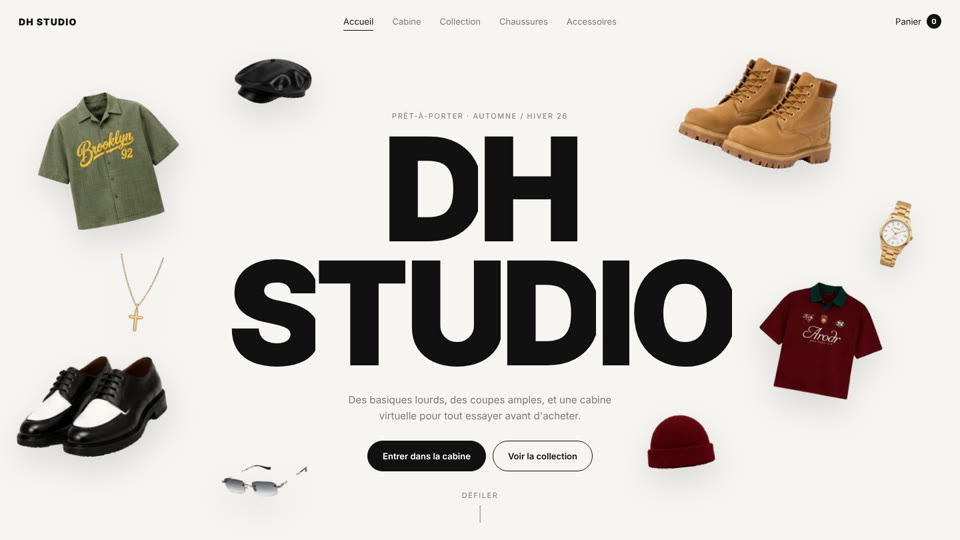 DH STUDIO
Accueil
Cabine
Collection
Chaussures
Accessoires
Panier 0
PRÊT-À-PORTER · AUTOMNE / HIVER 26
DH
STUDIO
Brooklyn
92
Arodr
Des basiques lourds, des coupes amples, et une cabine
virtuelle pour tout essayer avant d'acheter.
Entrer dans la cabine
Voir la collection
DÉFILER